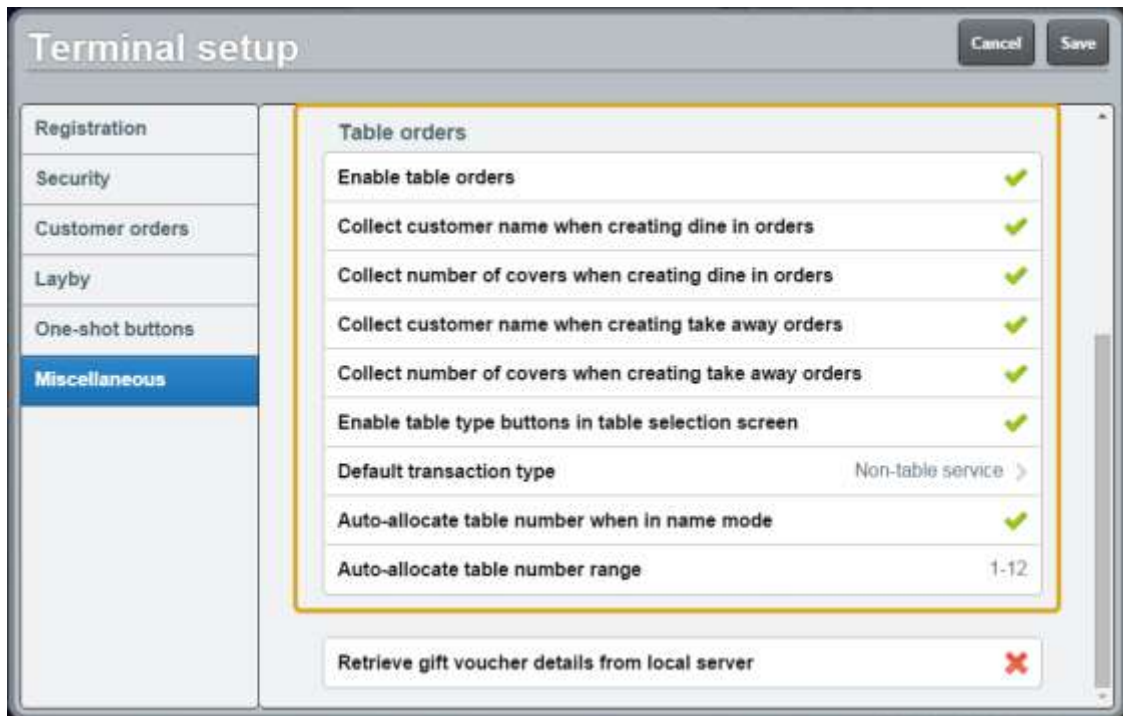 Terminal setup
Cancel
Save
Registration
Security
Customer orders
Layby
One-shot buttons
Miscellaneous
Table orders
Enable table orders
Collect customer name when creating dine in orders
Collect number of covers when creating dine in orders
Collect customer name when creating take away orders
Collect number of covers when creating take away orders
Enable table type buttons in table selection screen
Default transaction type Non-table service
Auto-allocate table number when in name mode
Auto-allocate table number range 1-12
Retrieve gift voucher details from local server